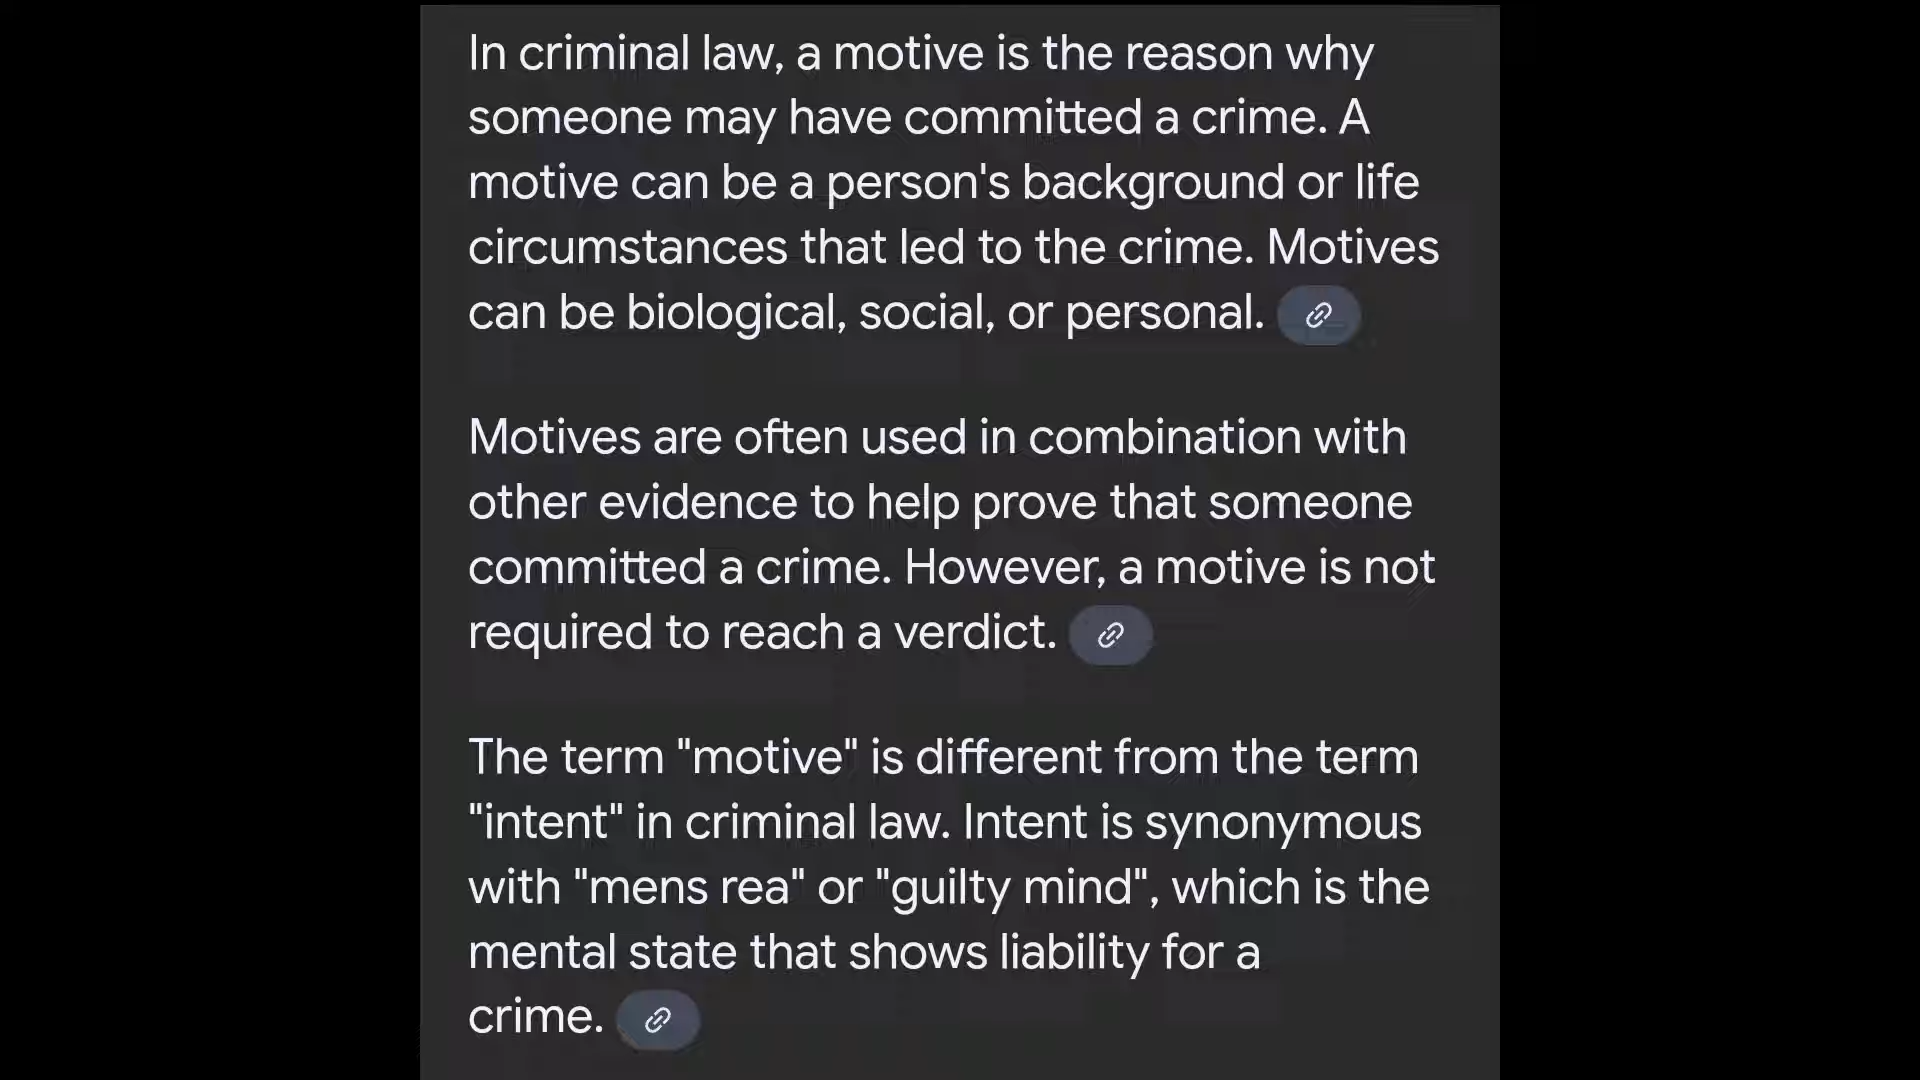 In criminal law, a motive is the reason why
someone may have committed a crime. A
motive can be a person's background or life
circumstances that led to the crime. Motives
can be biological, social, or personal.
Motives are often used in combination with
other evidence to help prove that someone
committed a crime. However, a motive is not
required to reach a verdict.
The term "motive" is different from the term
"intent" in criminal law. Intent is synonymous
with "mens rea" or "guilty mind", which is the
mental state that shows liability for a
crime.